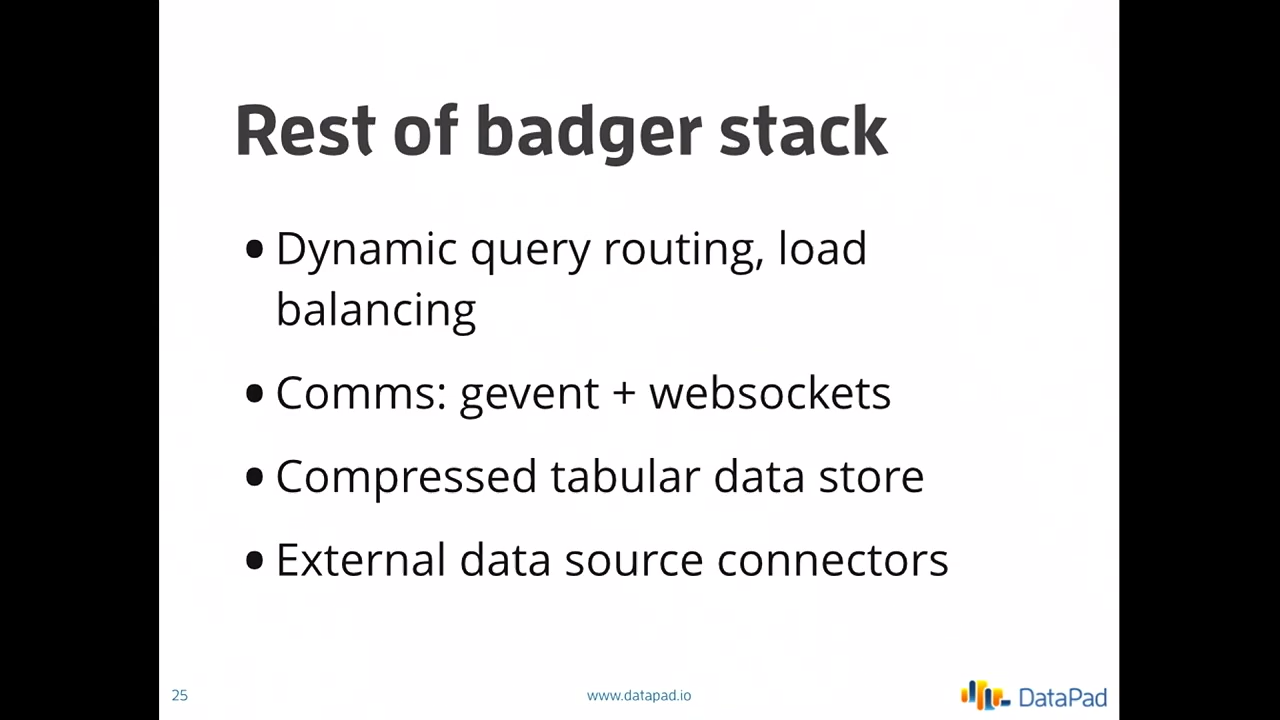 Rest of badger stack
• Dynamic query routing, load
balancing
• Comms: gevent + websockets
• Compressed tabular data store
• External data source connectors
25
www.datapad.io
DataPad